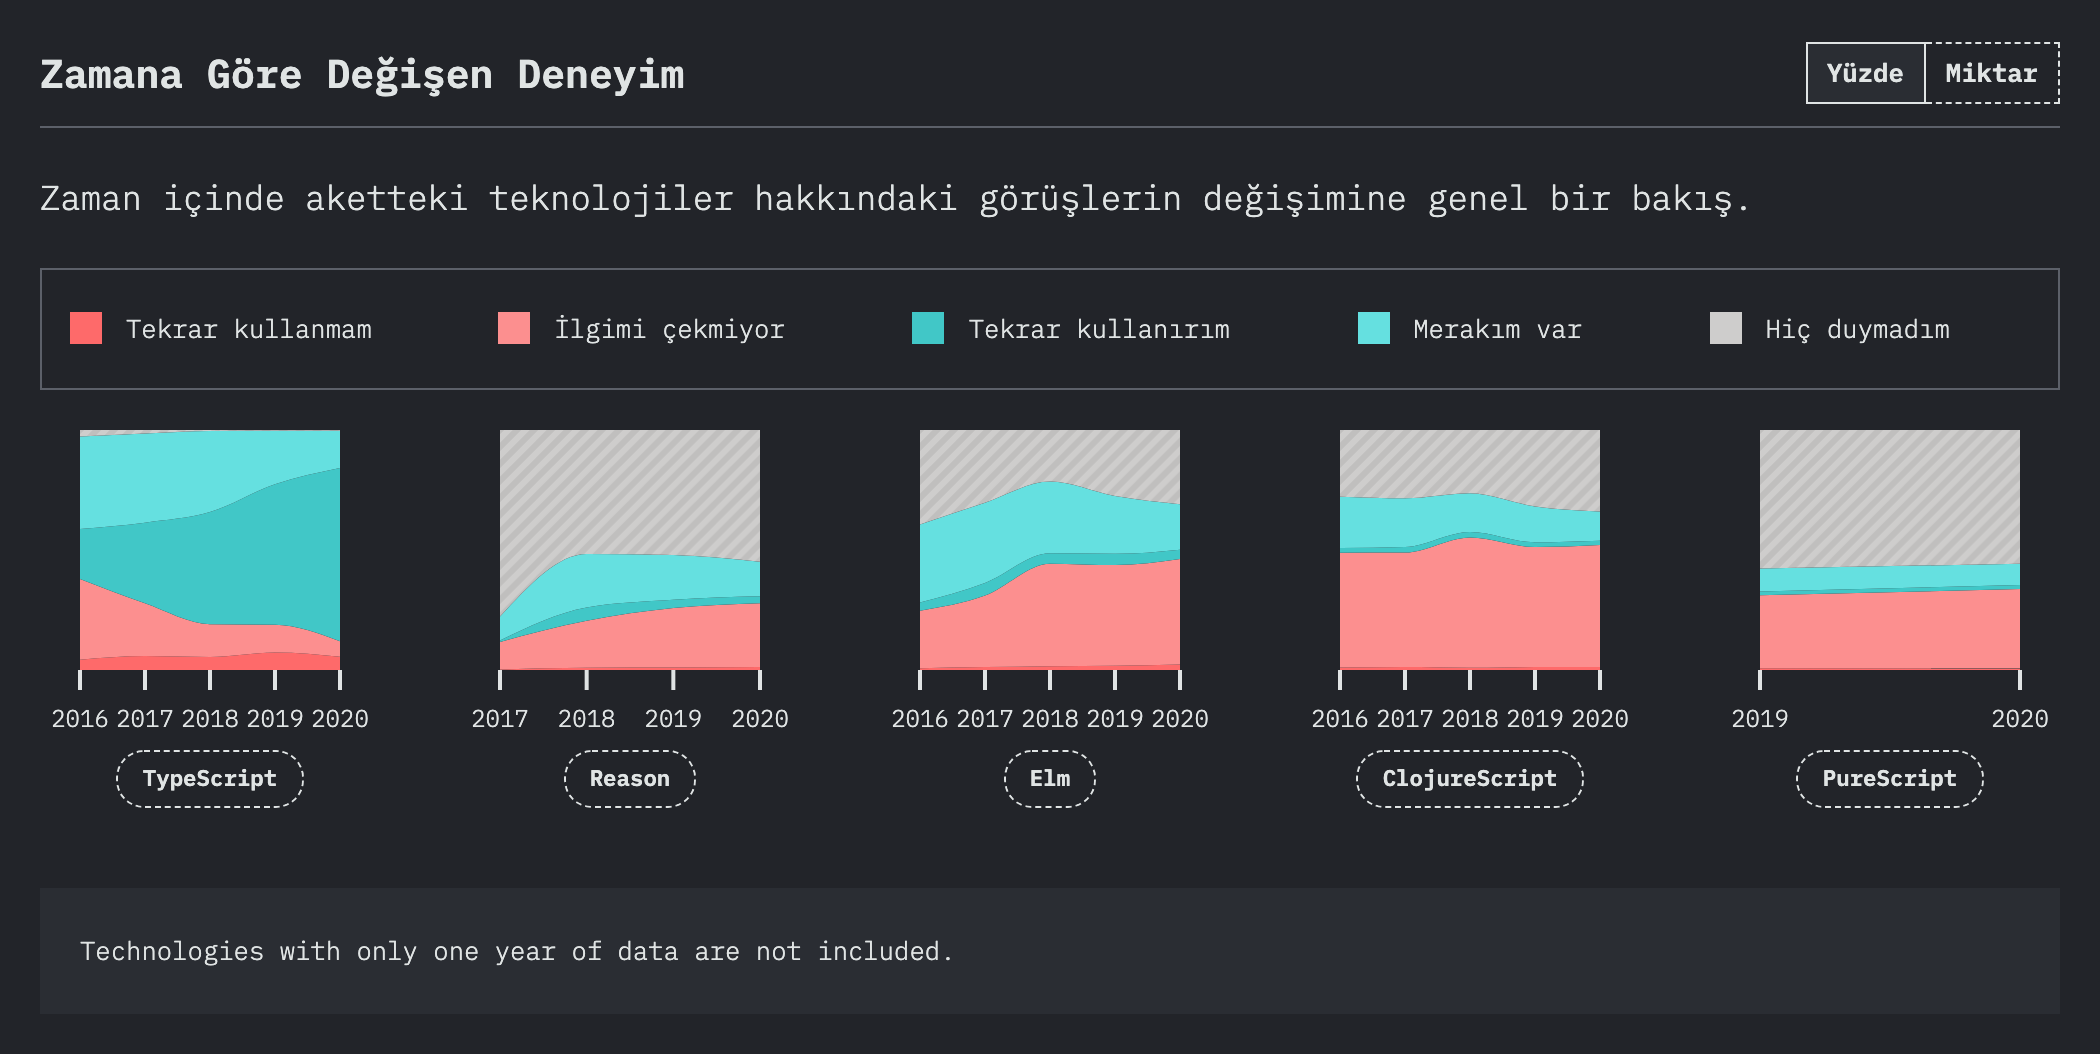 Zamana Göre Değişen Deneyim
Yüzde Miktar
Zaman içinde aketteki teknolojiler hakkındaki görüşlerin değişimine genel bir bakış.
Tekrar kullanmam İlgimi çekmiyor Tekrar kullanırım Merakım var Hiç duymadım
2016 2017 2018 2019 2020
TypeScript
2017 2018 2019 2020
Reason
2016 2017 2018 2019 2020
Elm
2016 2017 2018 2019 2020
ClojureScript
2019 2020
PureScript
Technologies with only one year of data are not included.